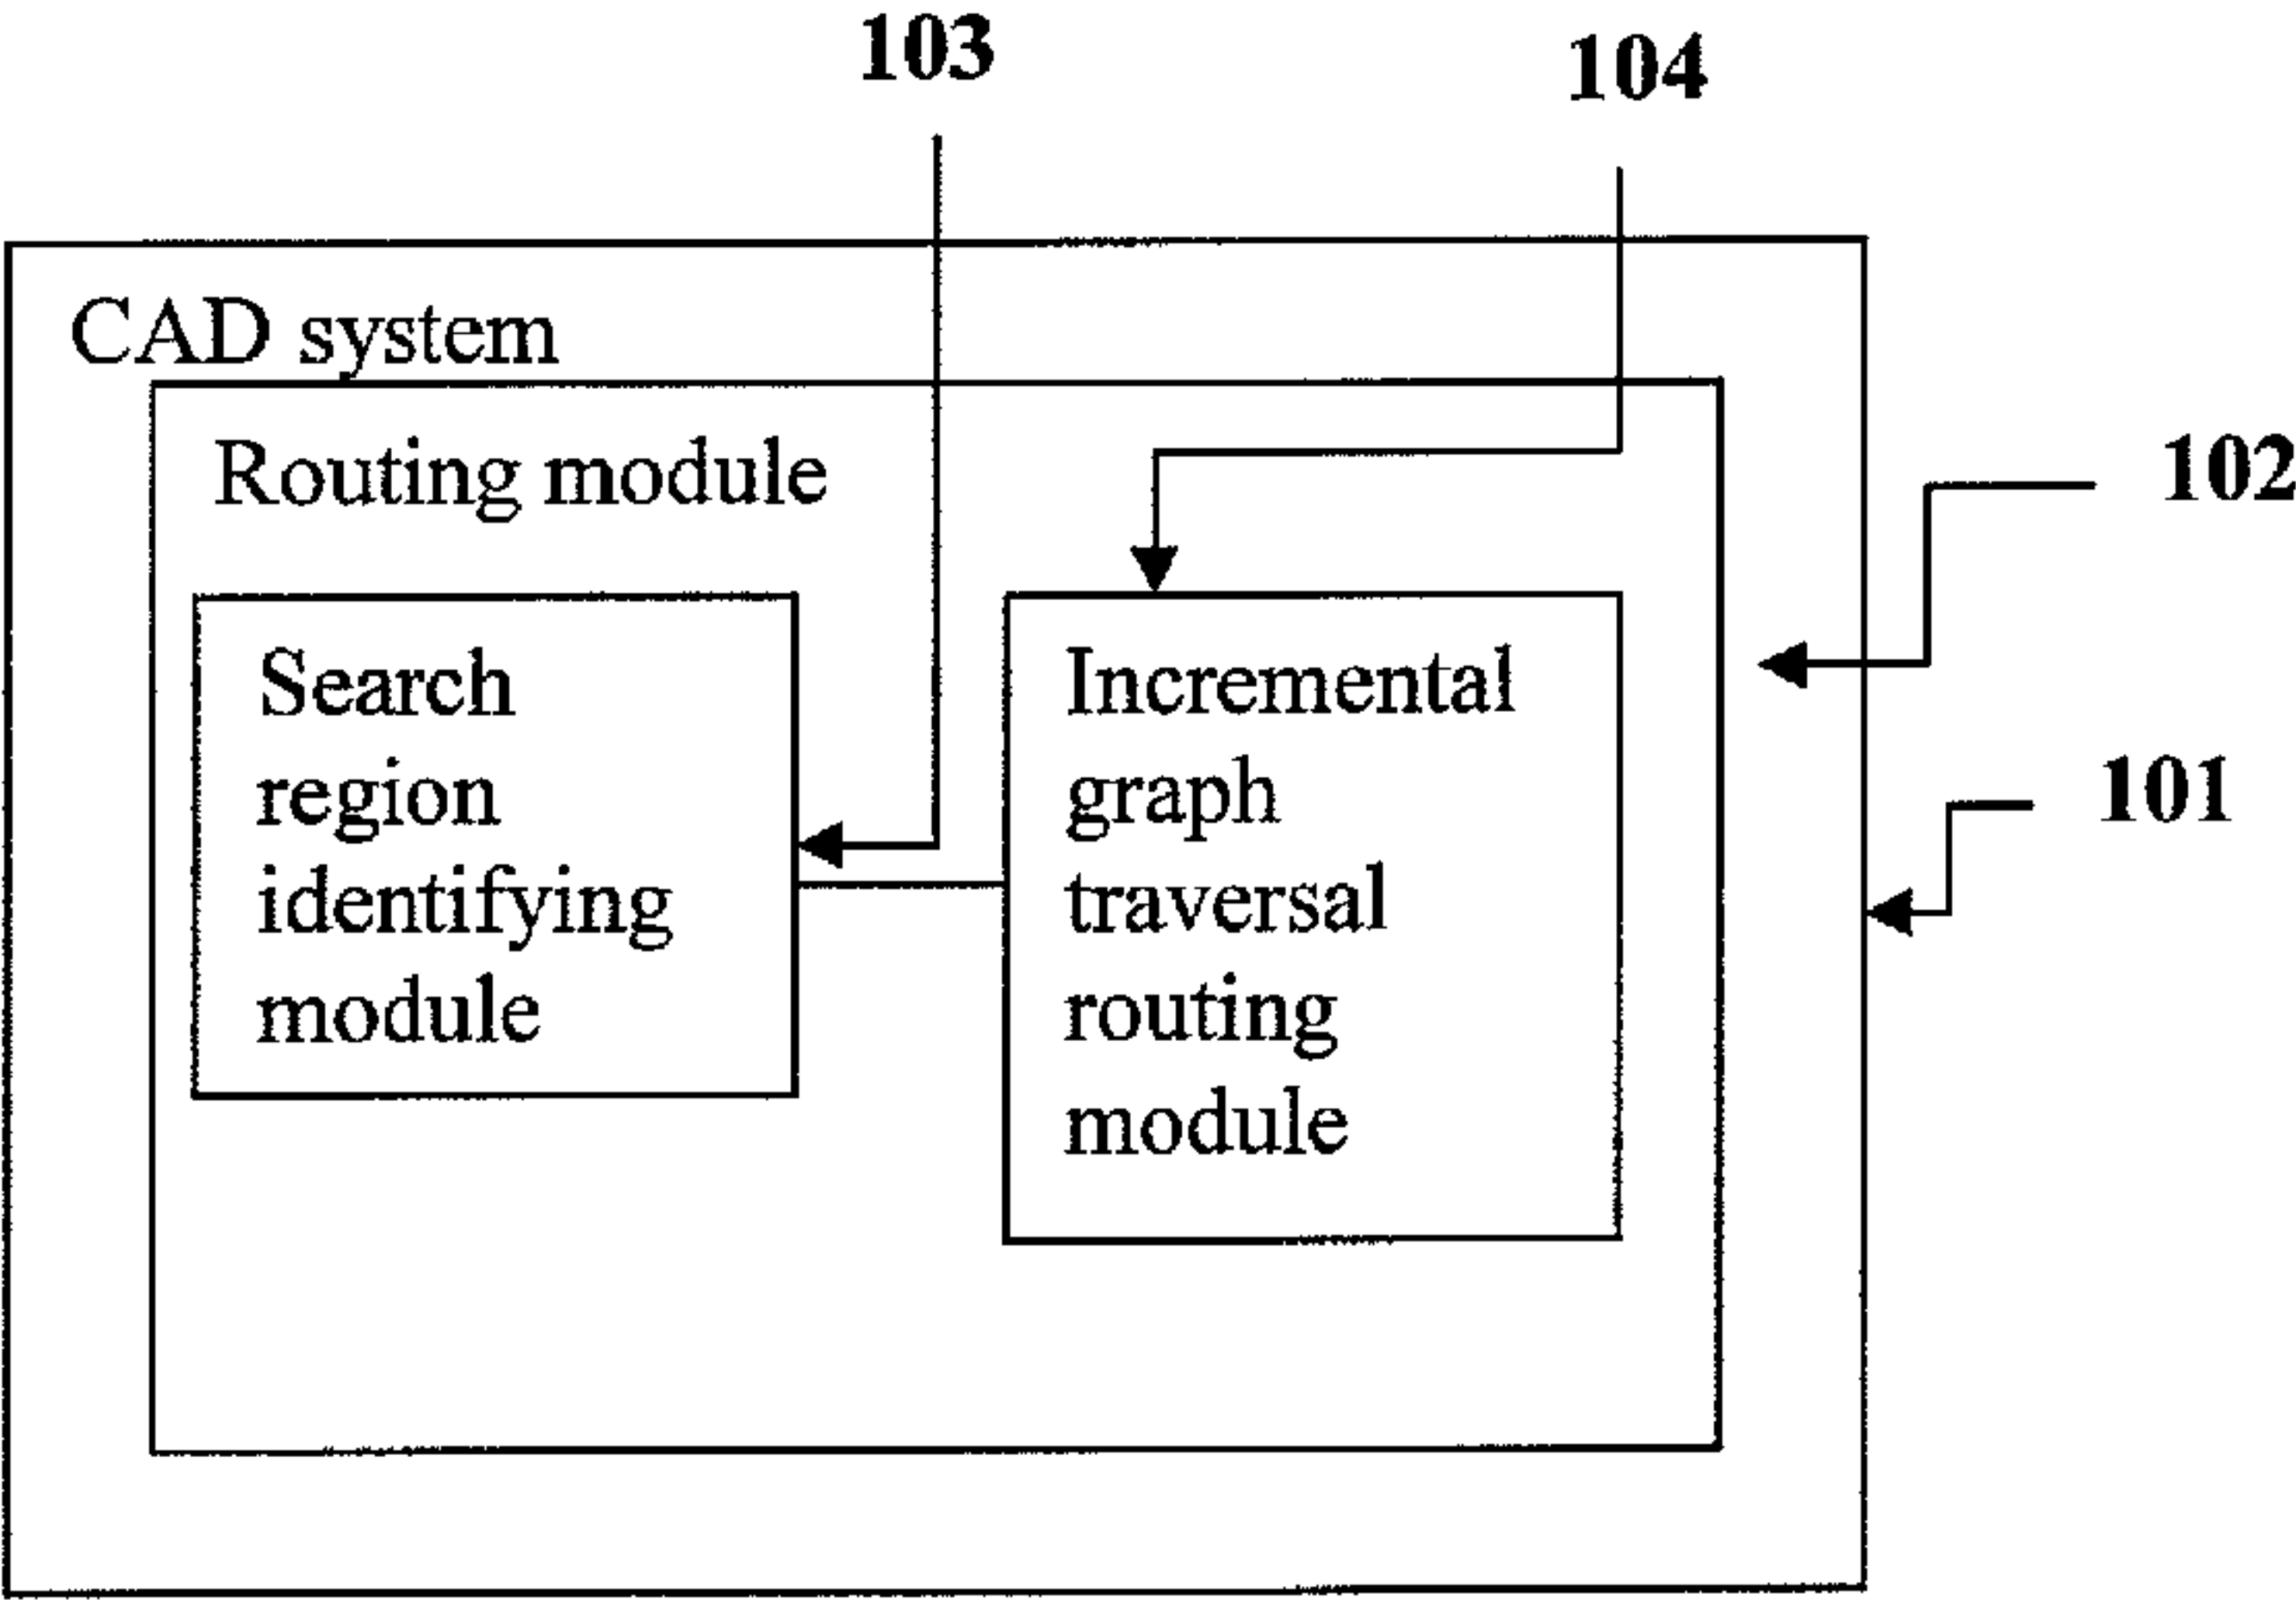 103
104
CAD system
Routing module
102
Search
region
identifying
module
Incremental
graph
traversal
routing
module
101